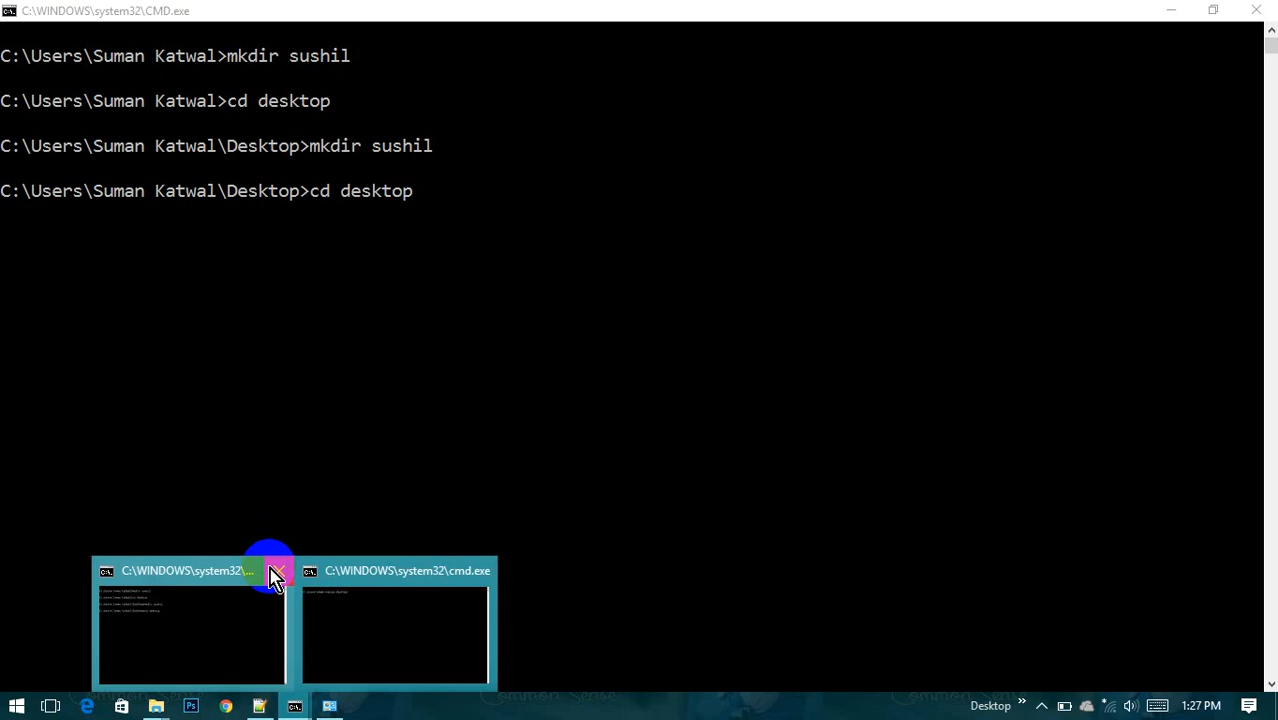 C:\WINDOWS\system32\CMD.exe
C:\Users\Suman Katwal>mkdir sushil
C:\Users\Suman Katwal>cd desktop
C:\Users\Suman Katwal\Desktop>mkdir sushil
C:\Users\Suman Katwal\Desktop>cd desktop
C:\WINDOWS\system32\...
C:\WINDOWS\system32\cmd.exe
Desktop
1:27 PM